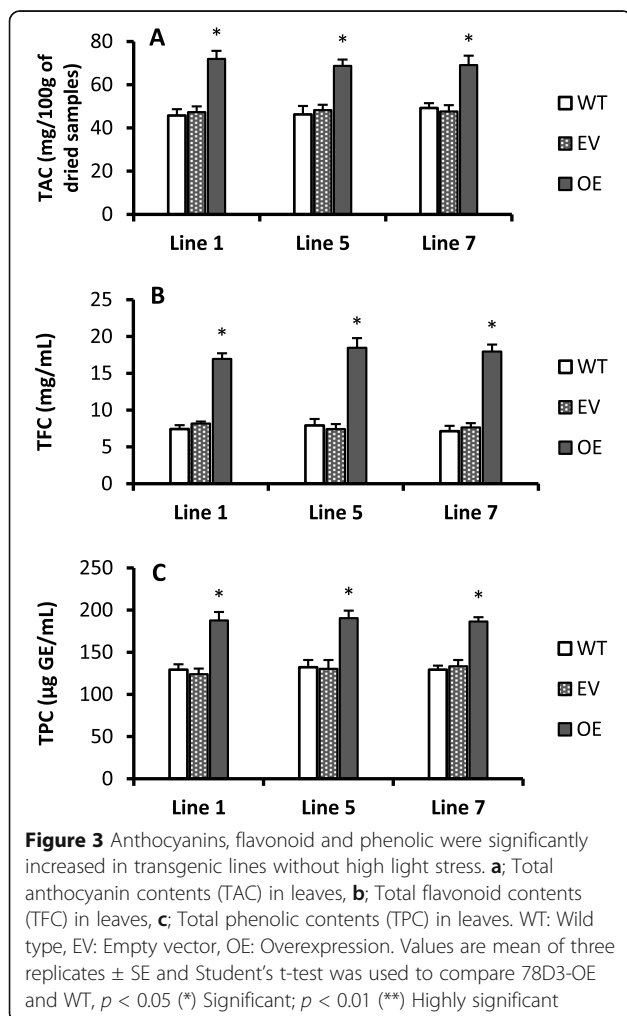 A
* * *
80
60
40
20
0
TAC (mg/100g of
dried samples)
WT
EV
OE
Line 1 Line 5 Line 7
B
* * *
25
20
15
10
5
0
TFC (mg/mL)
WT
EV
OE
Line 1 Line 5 Line 7
C
* * *
250
200
150
100
50
0
TPC (μg GE/mL)
WT
EV
OE
Line 1 Line 5 Line 7
Figure 3 Anthocyanins, flavonoid and phenolic were significantly
increased in transgenic lines without high light stress. a; Total
anthocyanin contents (TAC) in leaves, b; Total flavonoid contents
(TFC) in leaves, c; Total phenolic contents (TPC) in leaves. WT: Wild
type, EV: Empty vector, OE: Overexpression. Values are mean of three
replicates ± SE and Student's t-test was used to compare 78D3-OE
and WT, p < 0.05 (*) Significant; p < 0.01 (**) Highly significant